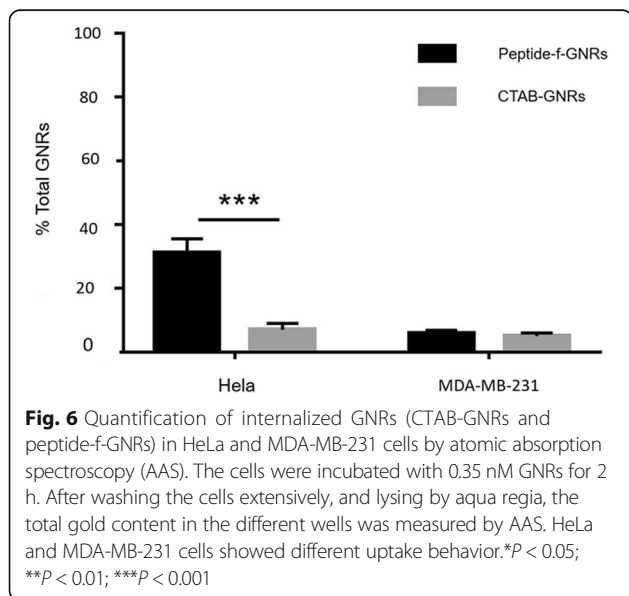 Peptide-f-GNRs
CTAB-GNRs
% Total GNRs
100
80
60
40
20
0
***
Hela
MDA-MB-231
Fig. 6 Quantification of internalized GNRs (CTAB-GNRs and
peptide-f-GNRs) in HeLa and MDA-MB-231 cells by atomic absorption
spectroscopy (AAS). The cells were incubated with 0.35 nM GNRs for 2
h. After washing the cells extensively, and lysing by aqua regia, the
total gold content in the different wells was measured by AAS. HeLa
and MDA-MB-231 cells showed different uptake behavior.*P < 0.05;
**P < 0.01; ***P < 0.001